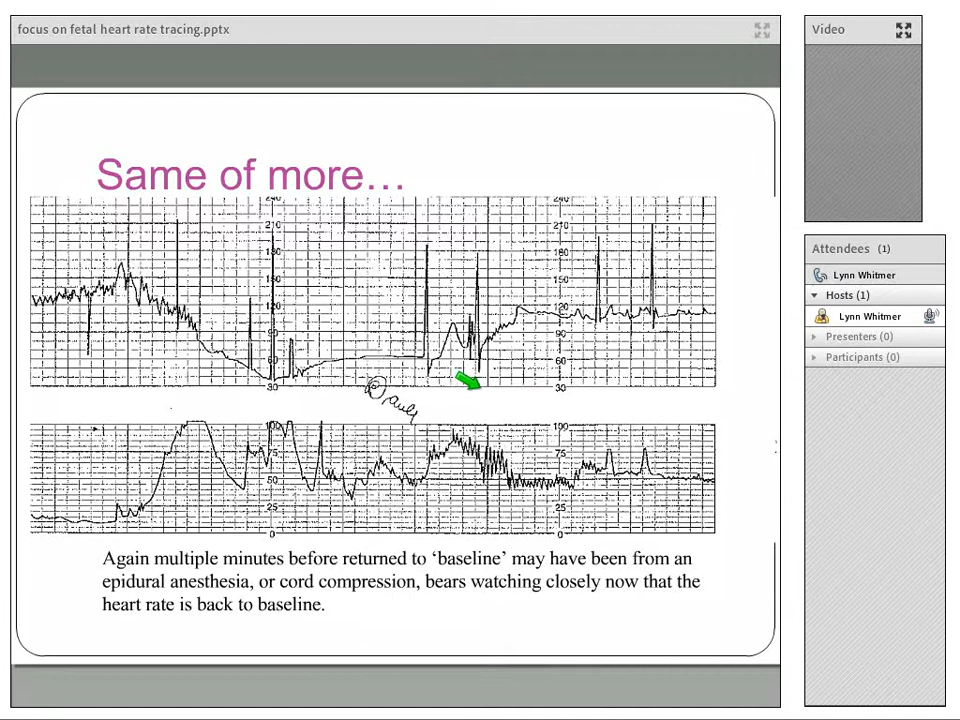 focus on fetal heart rate tracing.pptx
Video
Same of more...
240 240
210 210
180 180
150 150
120 120
90 90
60 60
30 30
100 100
75 75
50 50
25 25
0 0
Again multiple minutes before returned to ‘baseline’ may have been from an
epidural anesthesia, or cord compression, bears watching closely now that the
heart rate is back to baseline.
Attendees (1)
Lynn Whitmer
Hosts (1)
Lynn Whitmer
Presenters (0)
Participants (0)